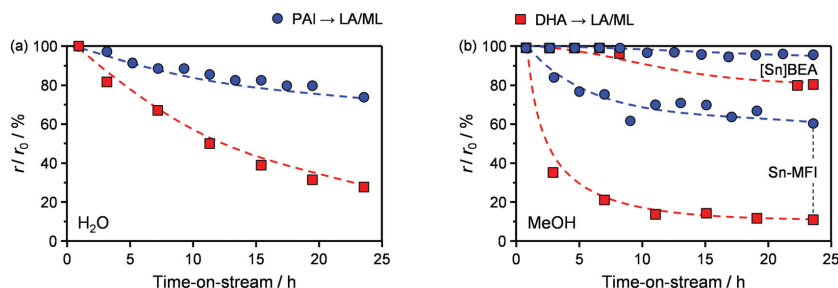 PAl → LA/ML
DHA → LA/ML
(a)
100
80
60
40
20
0
r / r0 / %
H2O
0 5 10 15 20 25
Time-on-stream / h
(b)
100
80
60
40
20
0
r / r0 / %
[Sn]BEA
Sn-MFI
MeOH
0 5 10 15 20 25
Time-on-stream / h